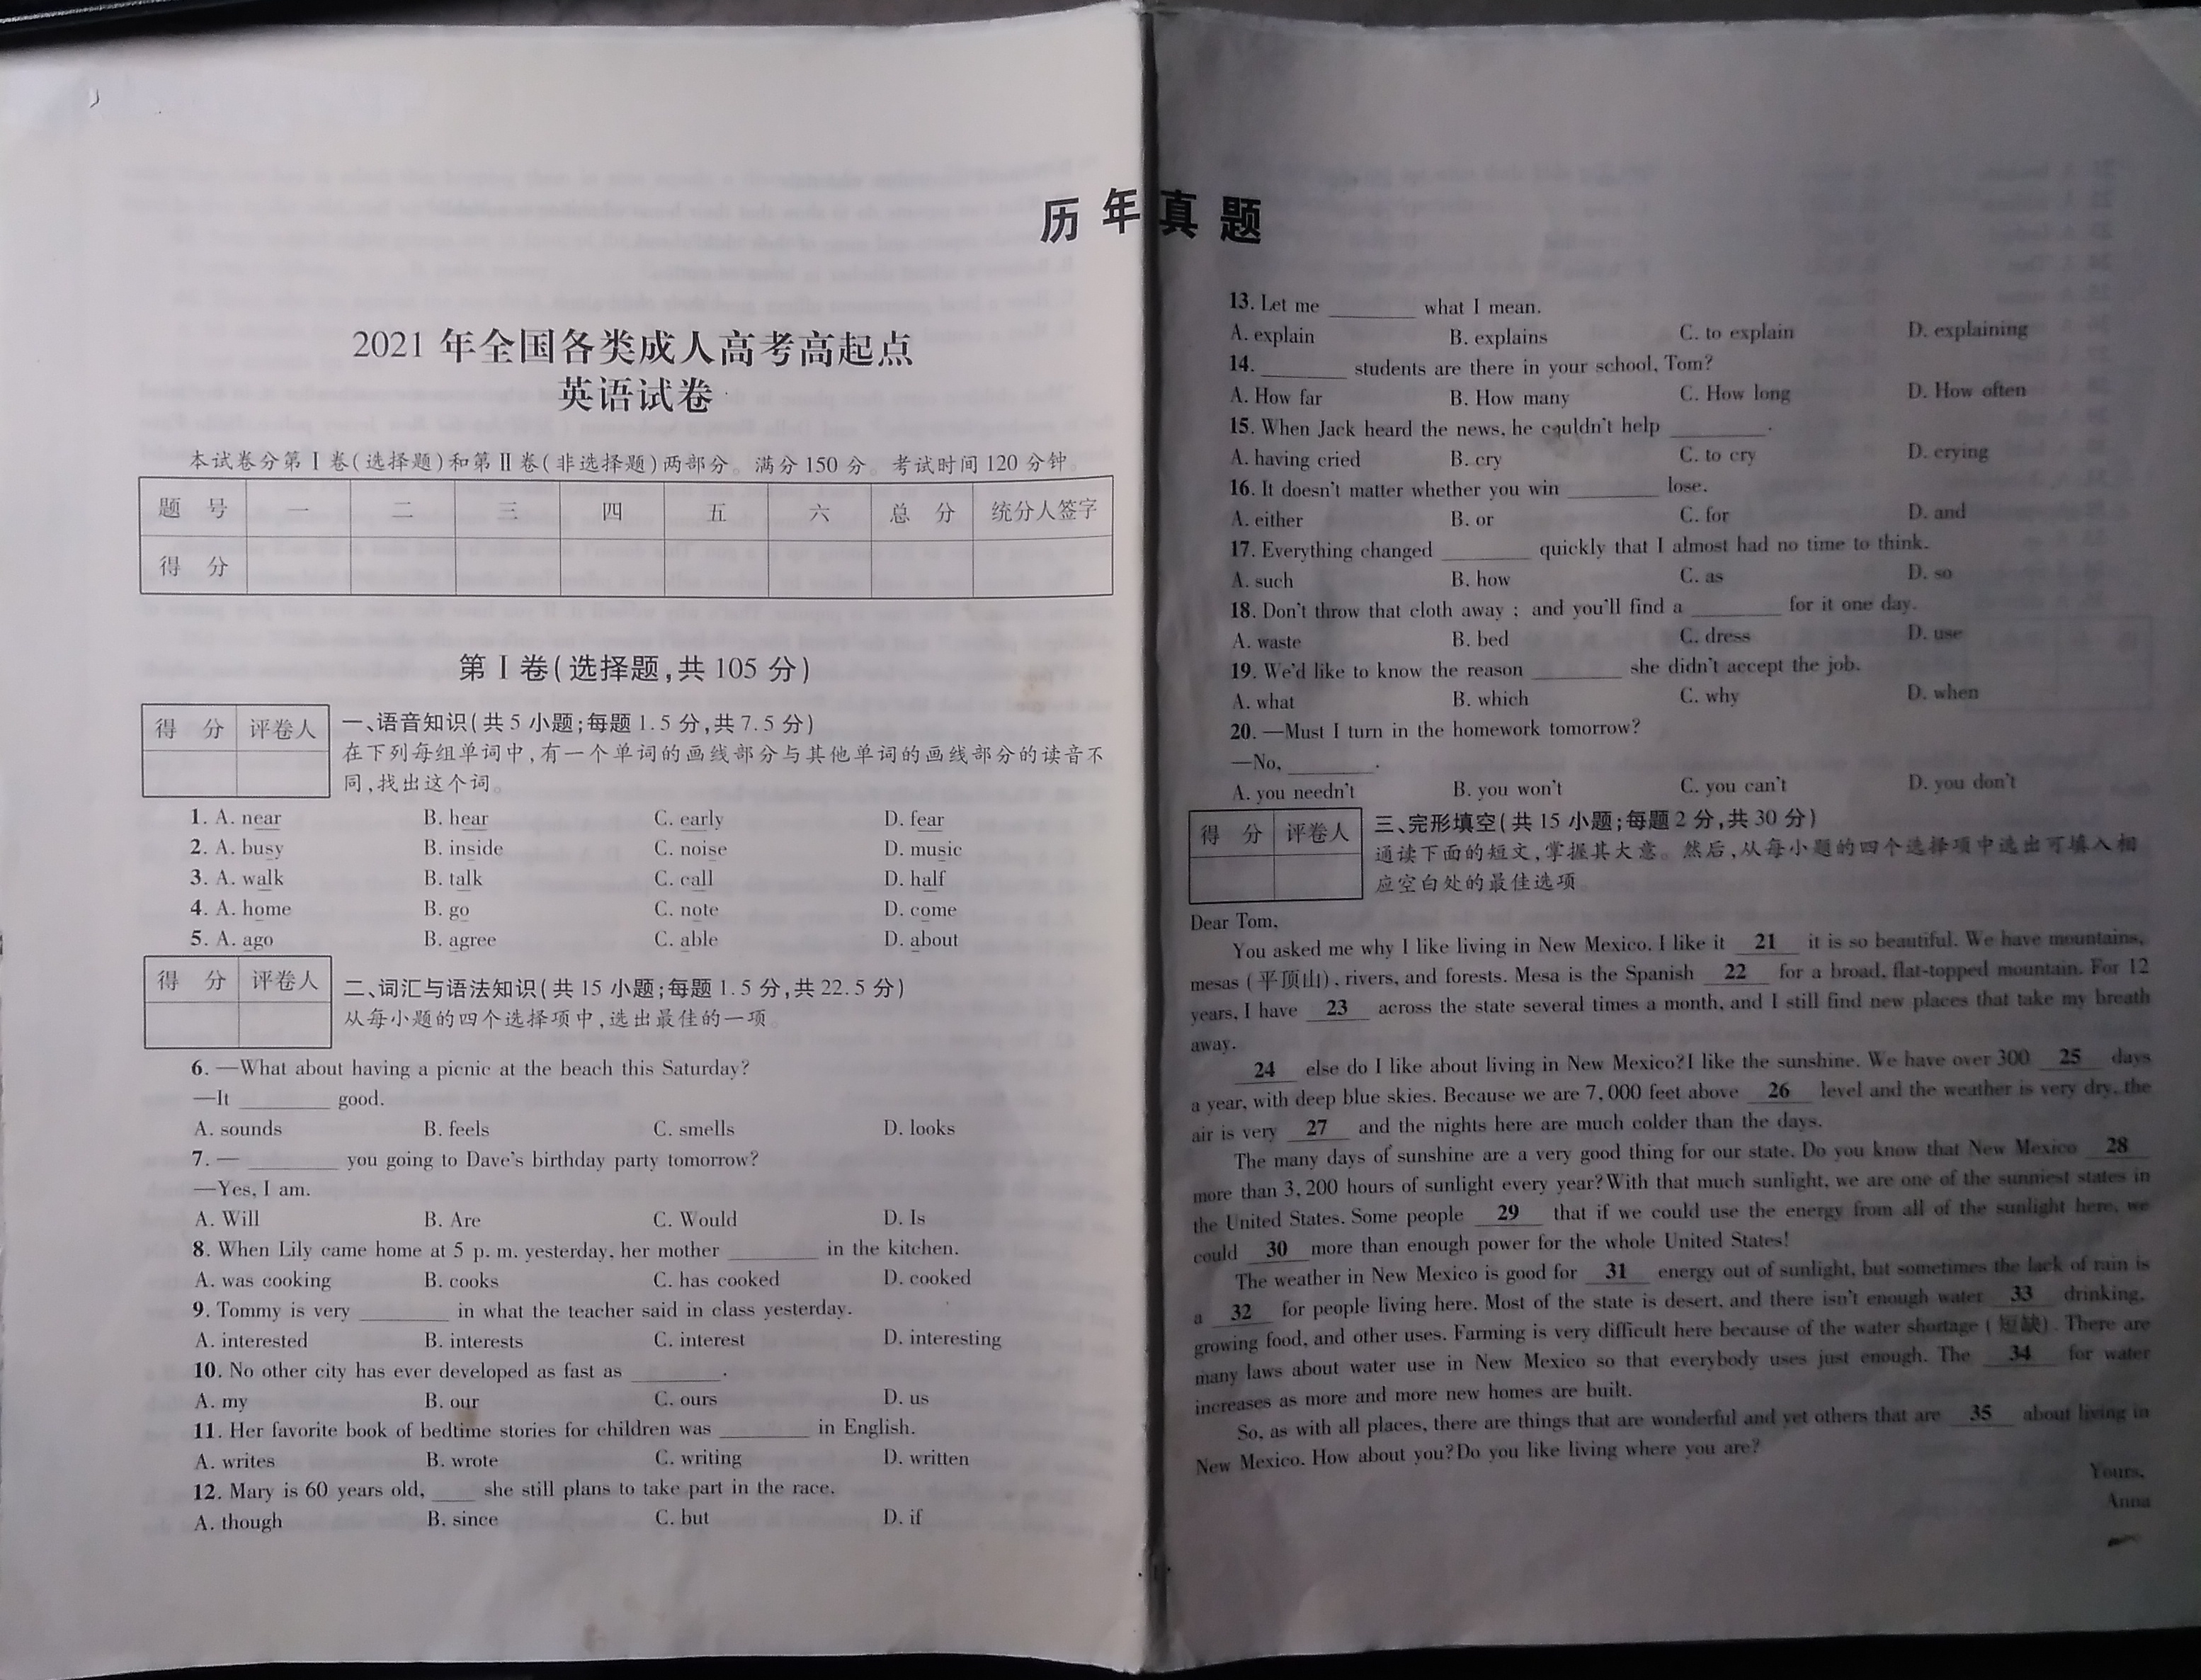 历年真题
2021 年全国各类成人高考高起点
英语试卷
本试卷分第Ⅰ卷(选择题)和第Ⅱ卷(非选择题)两部分。满分 150 分。考试时间 120 分钟。
题 号 一 二 三 四 五 六 总 分 统分人签字
得 分
第Ⅰ卷(选择题,共 105 分)
得 分 评卷人
一、语音知识(共 5 小题;每题 1.5 分,共 7.5 分)
在下列每组单词中,有一个单词的画线部分与其他单词的画线部分的读音不
同,找出这个词。
1. A. near B. hear C. early D. fear
2. A. busy B. inside C. noise D. music
3. A. walk B. talk C. call D. half
4. A. home B. go C. note D. come
5. A. ago B. agree C. able D. about
得 分 评卷人
二、词汇与语法知识(共 15 小题;每题 1.5 分,共 22.5 分)
从每小题的四个选择项中,选出最佳的一项。
6. —What about having a picnic at the beach this Saturday?
—It ________ good.
A. sounds B. feels C. smells D. looks
7. — ________ you going to Dave's birthday party tomorrow?
—Yes, I am.
A. Will B. Are C. Would D. Is
8. When Lily came home at 5 p. m. yesterday, her mother ________ in the kitchen.
A. was cooking B. cooks C. has cooked D. cooked
9. Tommy is very ________ in what the teacher said in class yesterday.
A. interested B. interests C. interest D. interesting
10. No other city has ever developed as fast as ________.
A. my B. our C. ours D. us
11. Her favorite book of bedtime stories for children was ________ in English.
A. writes B. wrote C. writing D. written
12. Mary is 60 years old, ____ she still plans to take part in the race.
A. though B. since C. but D. if
13. Let me ________ what I mean.
A. explain B. explains C. to explain D. explaining
14. ________ students are there in your school, Tom?
A. How far B. How many C. How long D. How often
15. When Jack heard the news, he couldn't help ________.
A. having cried B. cry C. to cry D. crying
16. It doesn't matter whether you win ________ lose.
A. either B. or C. for D. and
17. Everything changed ________ quickly that I almost had no time to think.
A. such B. how C. as D. so
18. Don't throw that cloth away ; and you'll find a ________ for it one day.
A. waste B. bed C. dress D. use
19. We'd like to know the reason ________ she didn't accept the job.
A. what B. which C. why D. when
20. —Must I turn in the homework tomorrow?
—No, ________.
A. you needn't B. you won't C. you can't D. you don't
得 分 评卷人
三、完形填空(共 15 小题;每题 2 分,共 30 分)
通读下面的短文,掌握其大意。然后,从每小题的四个选择项中选出可填入相
应空白处的最佳选项。
Dear Tom,
You asked me why I like living in New Mexico. I like it 21 it is so beautiful. We have mountains,
mesas (平顶山), rivers, and forests. Mesa is the Spanish 22 for a broad, flat-topped mountain. For 12
years, I have 23 across the state several times a month, and I still find new places that take my breath
away.
24 else do I like about living in New Mexico?I like the sunshine. We have over 300 25 days
a year, with deep blue skies. Because we are 7,000 feet above 26 level and the weather is very dry, the
air is very 27 and the nights here are much colder than the days.
The many days of sunshine are a very good thing for our state. Do you know that New Mexico 28
more than 3,200 hours of sunlight every year?With that much sunlight, we are one of the sunniest states in
the United States. Some people 29 that if we could use the energy from all of the sunlight here, we
could 30 more than enough power for the whole United States!
The weather in New Mexico is good for 31 energy out of sunlight, but sometimes the lack of rain is
a 32 for people living here. Most of the state is desert, and there isn't enough water 33 drinking,
growing food, and other uses. Farming is very difficult here because of the water shortage (短缺). There are
many laws about water use in New Mexico so that everybody uses just enough. The 34 for water
increases as more and more new homes are built.
So, as with all places, there are things that are wonderful and yet others that are 35 about living in
New Mexico. How about you?Do you like living where you are?
Yours,
Anna
· 1 ·